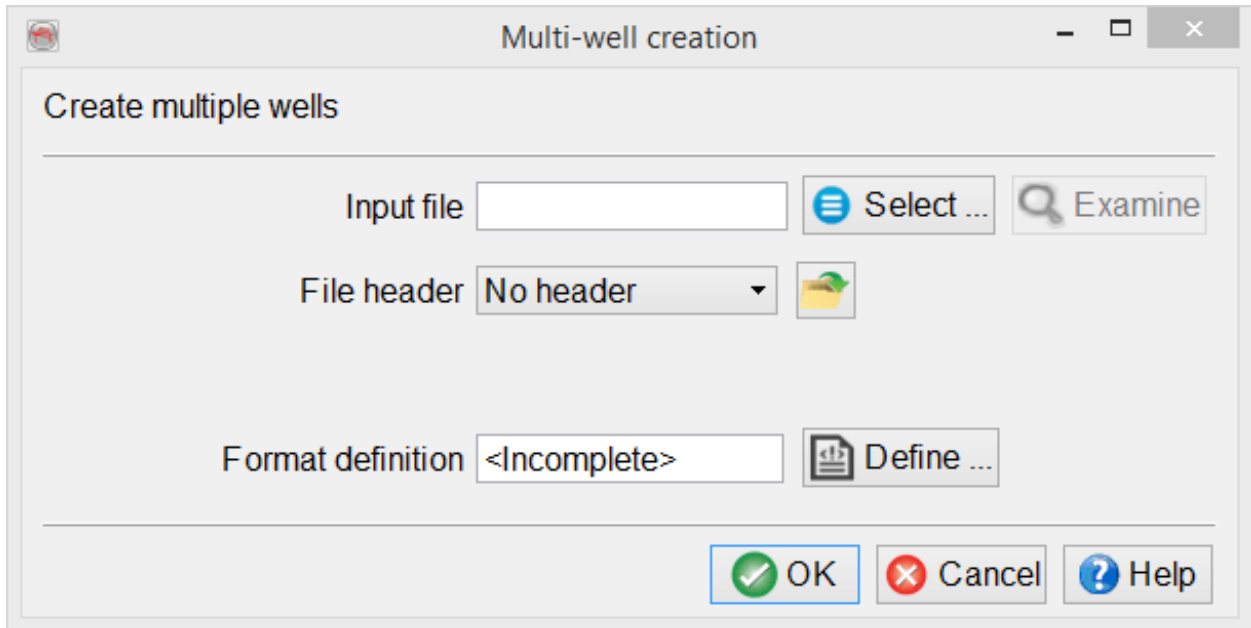 Multi-well creation
Create multiple wells
Input file Select ... Examine
File header No header
Format definition <Incomplete> Define ...
OK Cancel Help